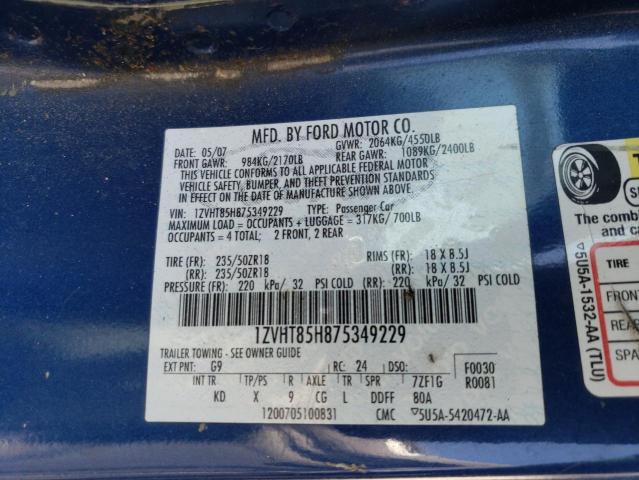 MFD. BY FORD MOTOR CO.
DATE: 05/07 GVWR: 2064KG/4550LB
FRONT GAWR: 984KG/2170LB REAR GAWR: 1089KG/2400LB
THIS VEHICLE CONFORMS TO ALL APPLICABLE FEDERAL MOTOR
VEHICLE SAFETY, BUMPER, AND THEFT PREVENTION STANDARDS
IN EFFECT ON THE DATE OF MANUFACTURE SHOWN ABOVE.
VIN: 1ZVHT85H875349229 TYPE: Passenger Car
MAXIMUM LOAD = OCCUPANTS + LUGGAGE = 317KG/ 700LB
OCCUPANTS = 4 TOTAL; 2 FRONT, 2 REAR
TIRE (FR): 235/50ZR18 RIMS (FR): 18 X 8.5J
(RR): 235/50ZR18 (RR): 18 X 8.5J
PRESSURE (FR): 220 kPa/ 32 PSI COLD (RR): 220 kPa/ 32 PSI COLD
1ZVHT85H875349229
TRAILER TOWING - SEE OWNER GUIDE
EXT PNT: G9 RC: 24 DSO: F0030
INT TR TP/PS R AXLE TR SPR 7ZF1G R0081
KD X 9 CG L DDFF 80A
120070510083​1 CMC ▽5U5A-5420472-AA
The comb
TIRE
FRON
REAR
SPA
▽5U5A-1532-AA (TLU)